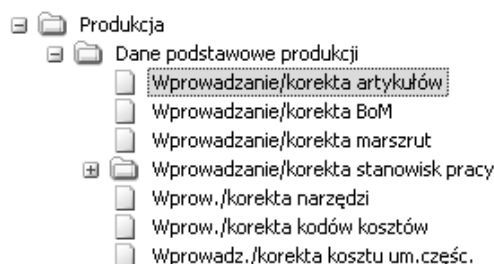 Produkcja
Dane podstawowe produkcji
Wprowadzanie/korekta artykułów
Wprowadzanie/korekta BoM
Wprowadzanie/korekta marszrut
Wprowadzanie/korekta stanowisk pracy
Wprow./korekta narzędzi
Wprow./korekta kodów kosztów
Wprowadz./korekta kosztu um.częśc.